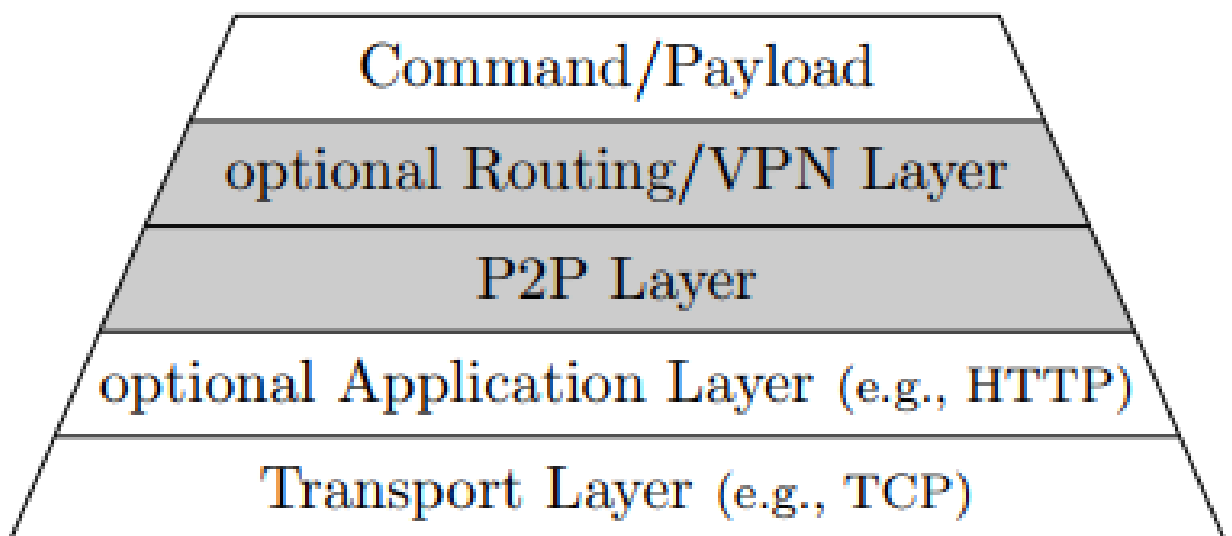 Command/Payload
optional Routing/VPN Layer
P2P Layer
optional Application Layer (e.g., HTTP)
Transport Layer (e.g., TCP)